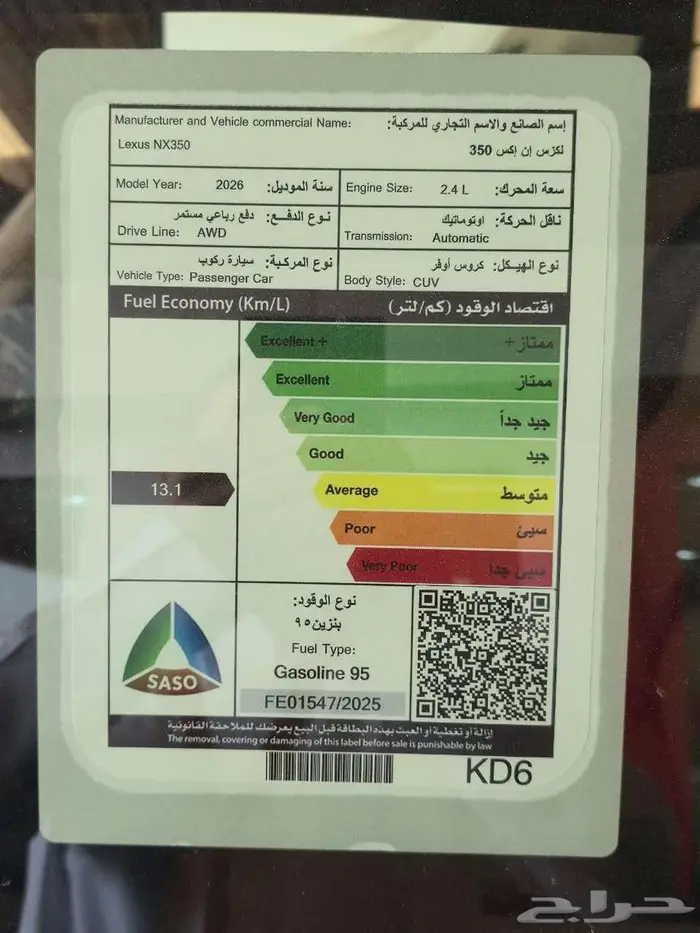 Manufacturer and Vehicle commercial Name: إسم الصانع والاسم التجاري للمركبة:
Lexus NX350 لكزس إن إكس 350
Model Year: 2026 سنة الموديل:
Engine Size: 2.4 L سعة المحرك:
نوع الدفـــع: دفع رباعي مستمر
Drive Line: AWD
ناقل الحركة: اوتوماتيك
Transmission: Automatic
نوع المركـبة: سيارة ركوب
Vehicle Type: Passenger Car
نوع الهيـكل: كروس أوفر
Body Style: CUV
Fuel Economy (Km/L) اقتصاد الوقود (كم/لتر)
Excellent + ممتاز+
Excellent ممتاز
Very Good جيد جداً
Good جيد
13.1 Average متوسط
Poor سيئ
Very Poor سيئ جداً
SASO
نوع الوقود:
بنزين٩٥
Fuel Type:
Gasoline 95
FE01547/2025
إزالة أو تغطية أو العبث بهذه البطاقة قبل البيع يعرضك للملاحقة القانونية
The removal, covering or damaging of this label before sale is punishable by law
KD6
حراج